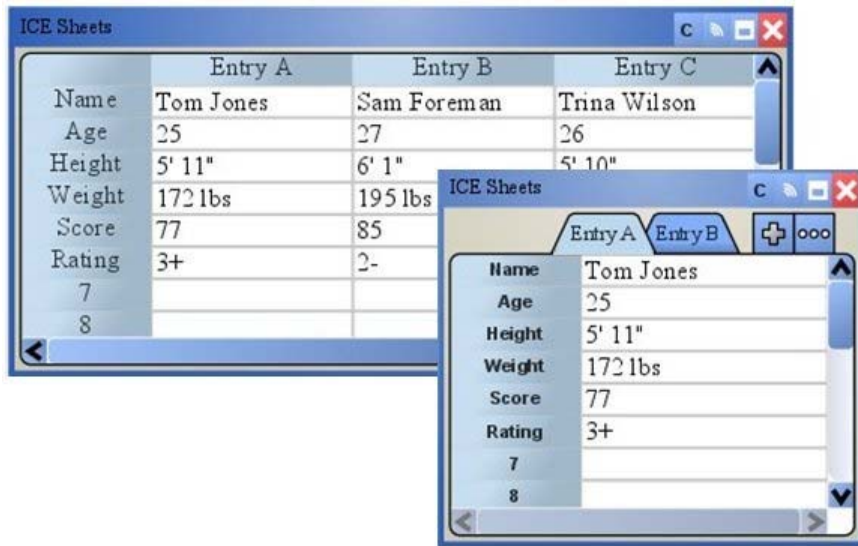 ICE Sheets C
Entry A Entry B Entry C
Name Tom Jones Sam Foreman Trina Wilson
Age 25 27 26
Height 5' 11" 6' 1" 5' 10"
Weight 172 lbs 195 lbs
Score 77 85
Rating 3+ 2-
7
8
ICE Sheets C
Entry A Entry B
Name Tom Jones
Age 25
Height 5' 11"
Weight 172 lbs
Score 77
Rating 3+
7
8